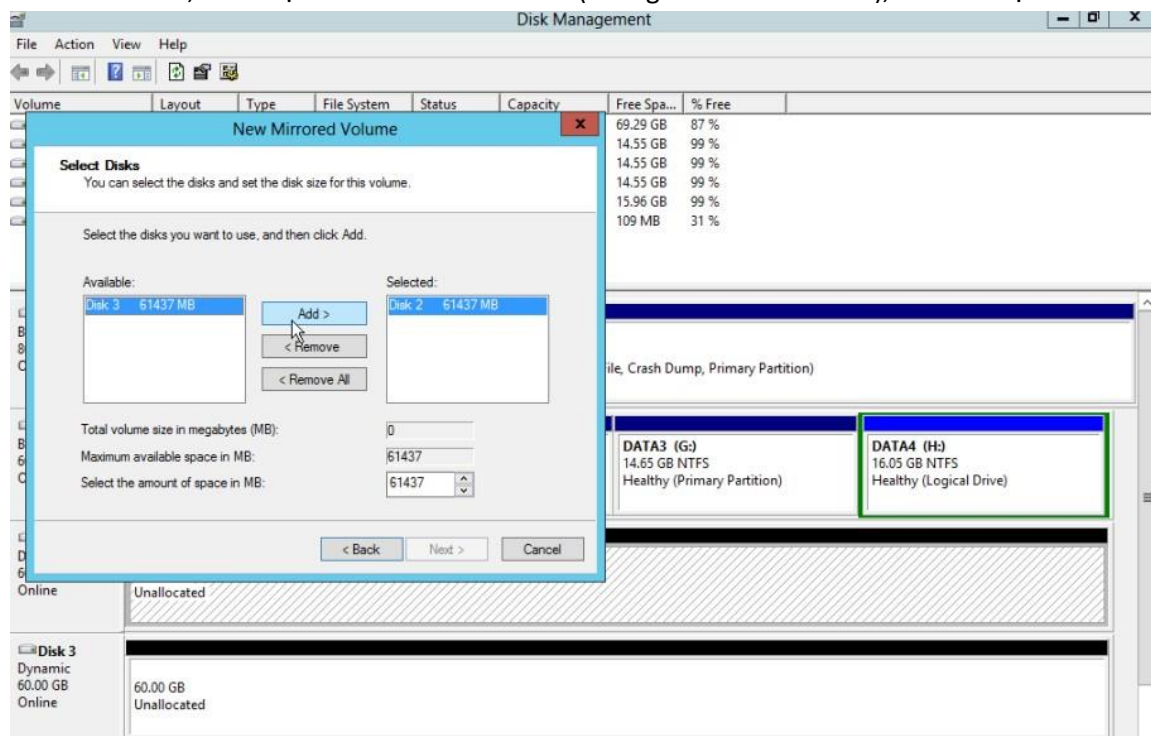 Disk Management
File Action View Help
Volume Layout Type File System Status Capacity Free Spa... % Free
69.29 GB 87 %
14.55 GB 99 %
14.55 GB 99 %
14.55 GB 99 %
15.96 GB 99 %
109 MB 31 %
New Mirrored Volume
x
Select Disks
You can select the disks and set the disk size for this volume.
Select the disks you want to use, and then click Add.
Available: Selected:
Disk 3 61437 MB
Add >
Disk 2 61437 MB
< Remove
< Remove All
Total volume size in megabytes (MB): 0
Maximum available space in MB: 61437
Select the amount of space in MB: 61437
< Back Next > Cancel
ile, Crash Dump, Primary Partition)
DATA3 (G:)
14.65 GB NTFS
Healthy (Primary Partition)
DATA4 (H:)
16.05 GB NTFS
Healthy (Logical Drive)
Online
Unallocated
Disk 3
Dynamic
60.00 GB
Online
60.00 GB
Unallocated